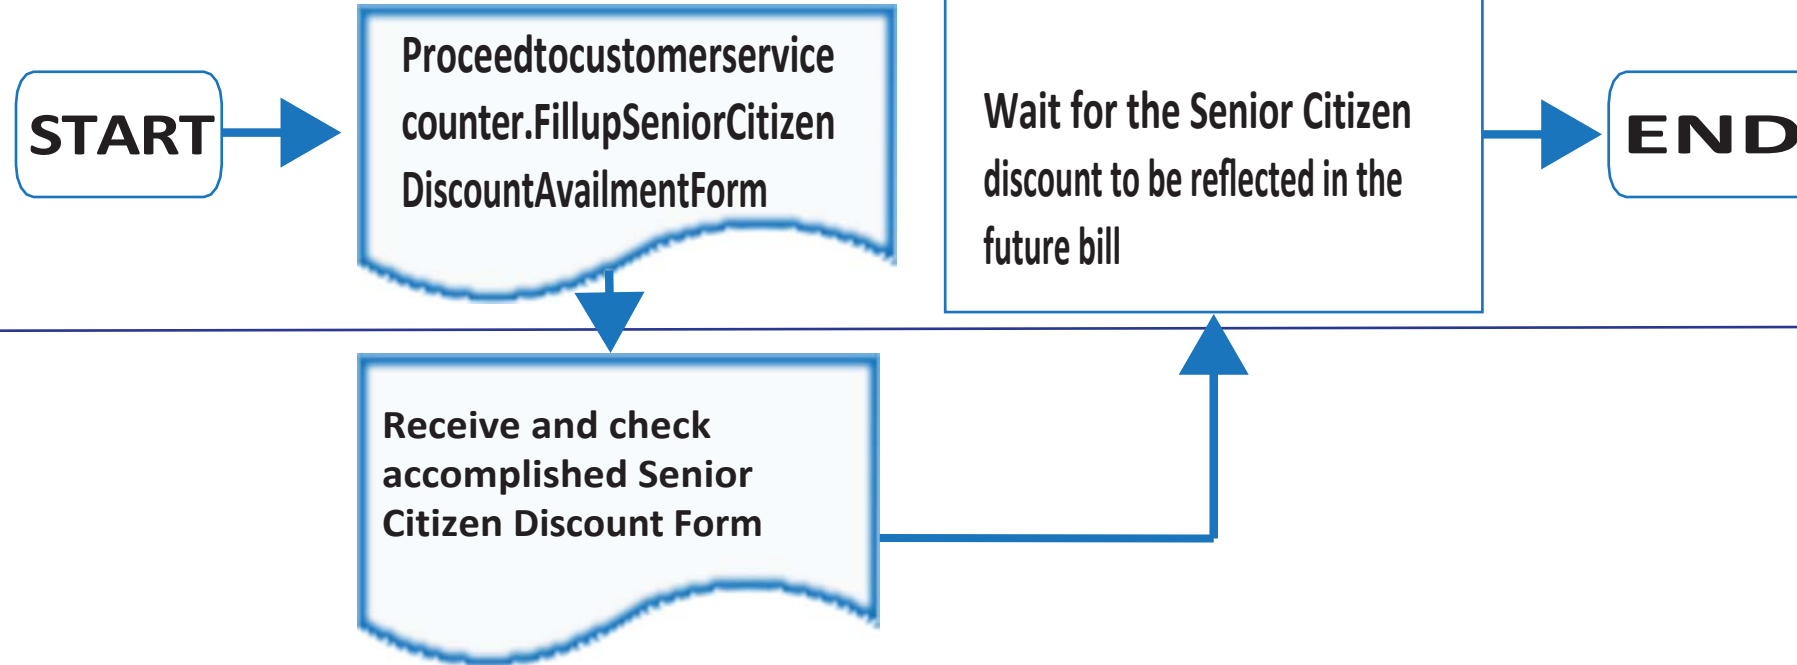 START
Proceedtocustomerservice
counter.FillupSeniorCitizen
DiscountAvailmentForm
Wait for the Senior Citizen
discount to be reflected in the
future bill
END
Receive and check
accomplished Senior
Citizen Discount Form